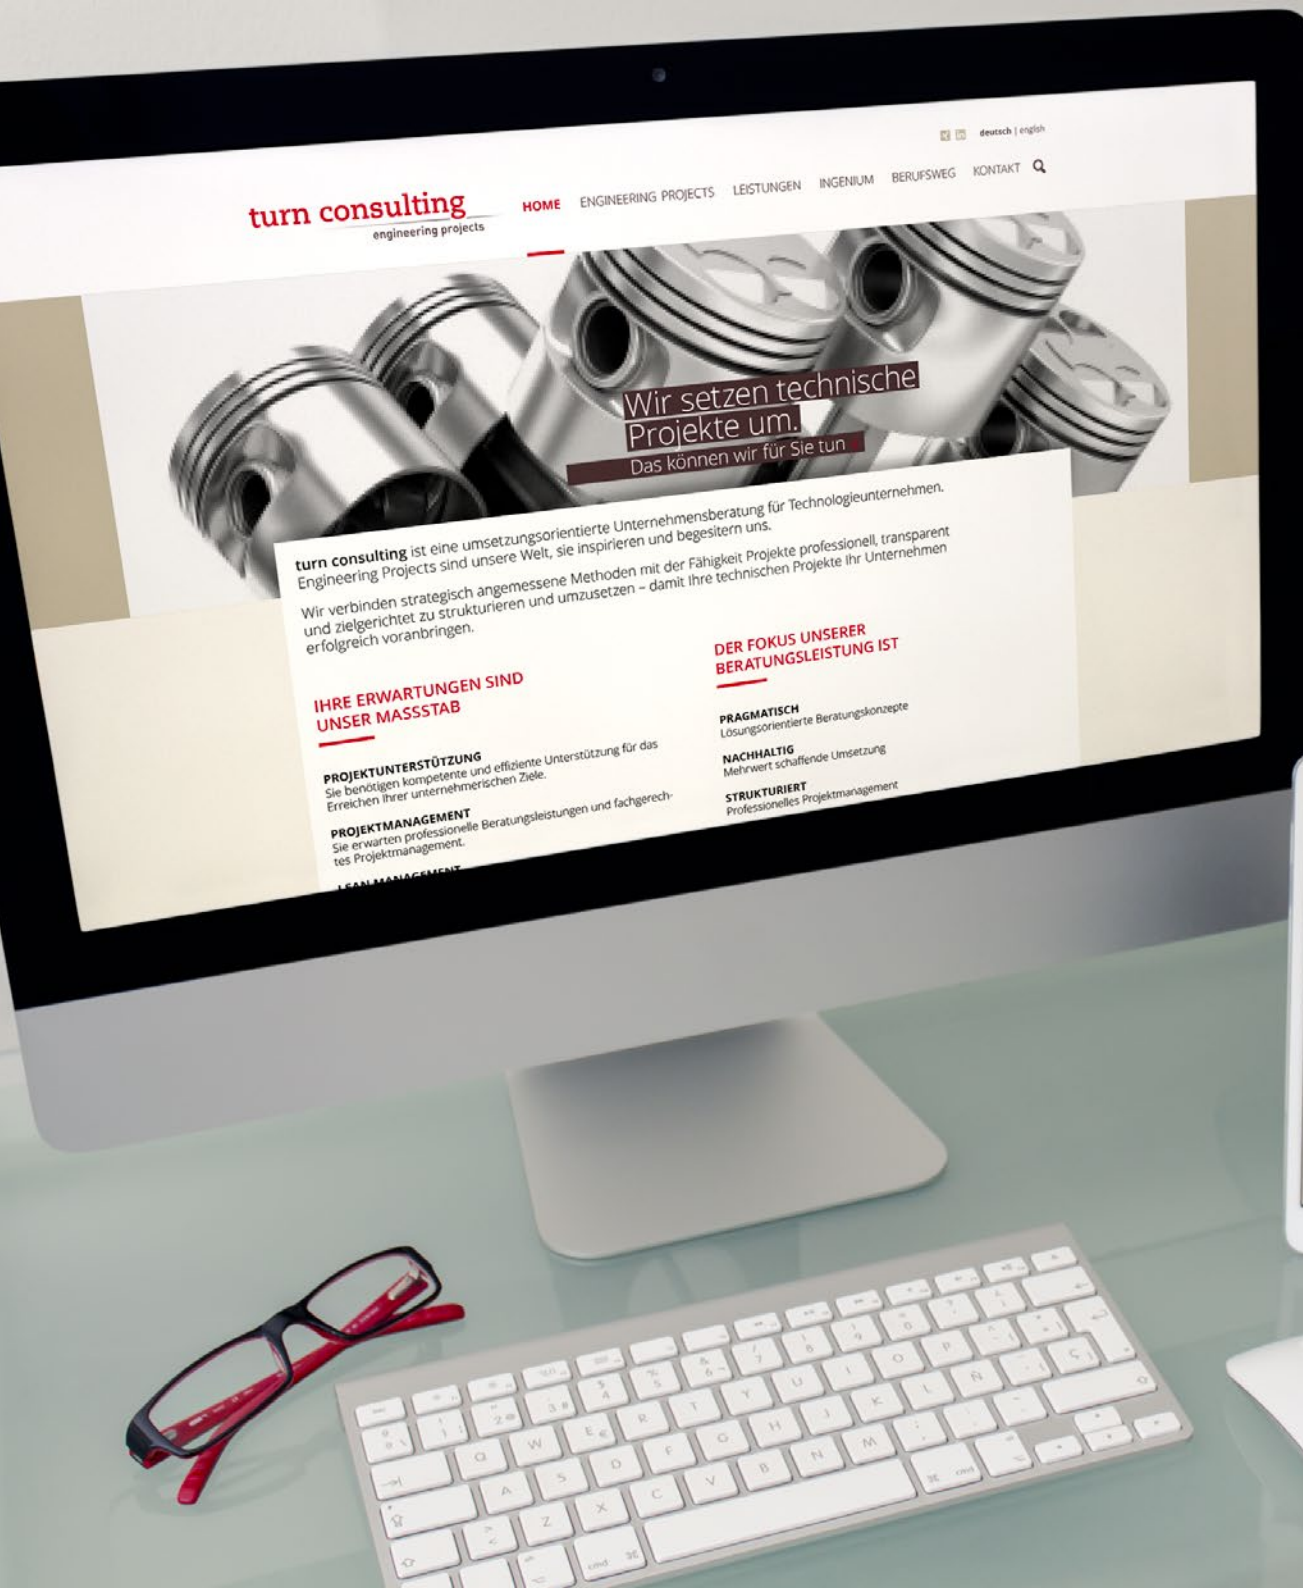 deutsch | english
turn consulting
engineering projects
HOME ENGINEERING PROJECTS LEISTUNGEN INGENIUM BERUFSWEG KONTAKT
Wir setzen technische
Projekte um.
Das können wir für Sie tun
turn consulting ist eine umsetzungsorientierte Unternehmensberatung für Technologieunternehmen.
Engineering Projects sind unsere Welt, sie inspirieren und begesitern uns.
Wir verbinden strategisch angemessene Methoden mit der Fähigkeit Projekte professionell, transparent
und zielgerichtet zu strukturieren und umzusetzen – damit Ihre technischen Projekte Ihr Unternehmen
erfolgreich voranbringen.
IHRE ERWARTUNGEN SIND
UNSER MASSSTAB
PROJEKTUNTERSTÜTZUNG
Sie benötigen kompetente und effiziente Unterstützung für das
Erreichen Ihrer unternehmerischen Ziele.
PROJEKTMANAGEMENT
Sie erwarten professionelle Beratungsleistungen und fachgerech-
tes Projektmanagement.
LEAN MANAGEMENT
DER FOKUS UNSERER
BERATUNGSLEISTUNG IST
PRAGMATISCH
Lösungsorientierte Beratungskonzepte
NACHHALTIG
Mehrwert schaffende Umsetzung
STRUKTURIERT
Professionelles Projektmanagement
Q W E € R T Y U I O P
A S D F G H J K L Ñ
Z X C V B N M
cmd
cmd